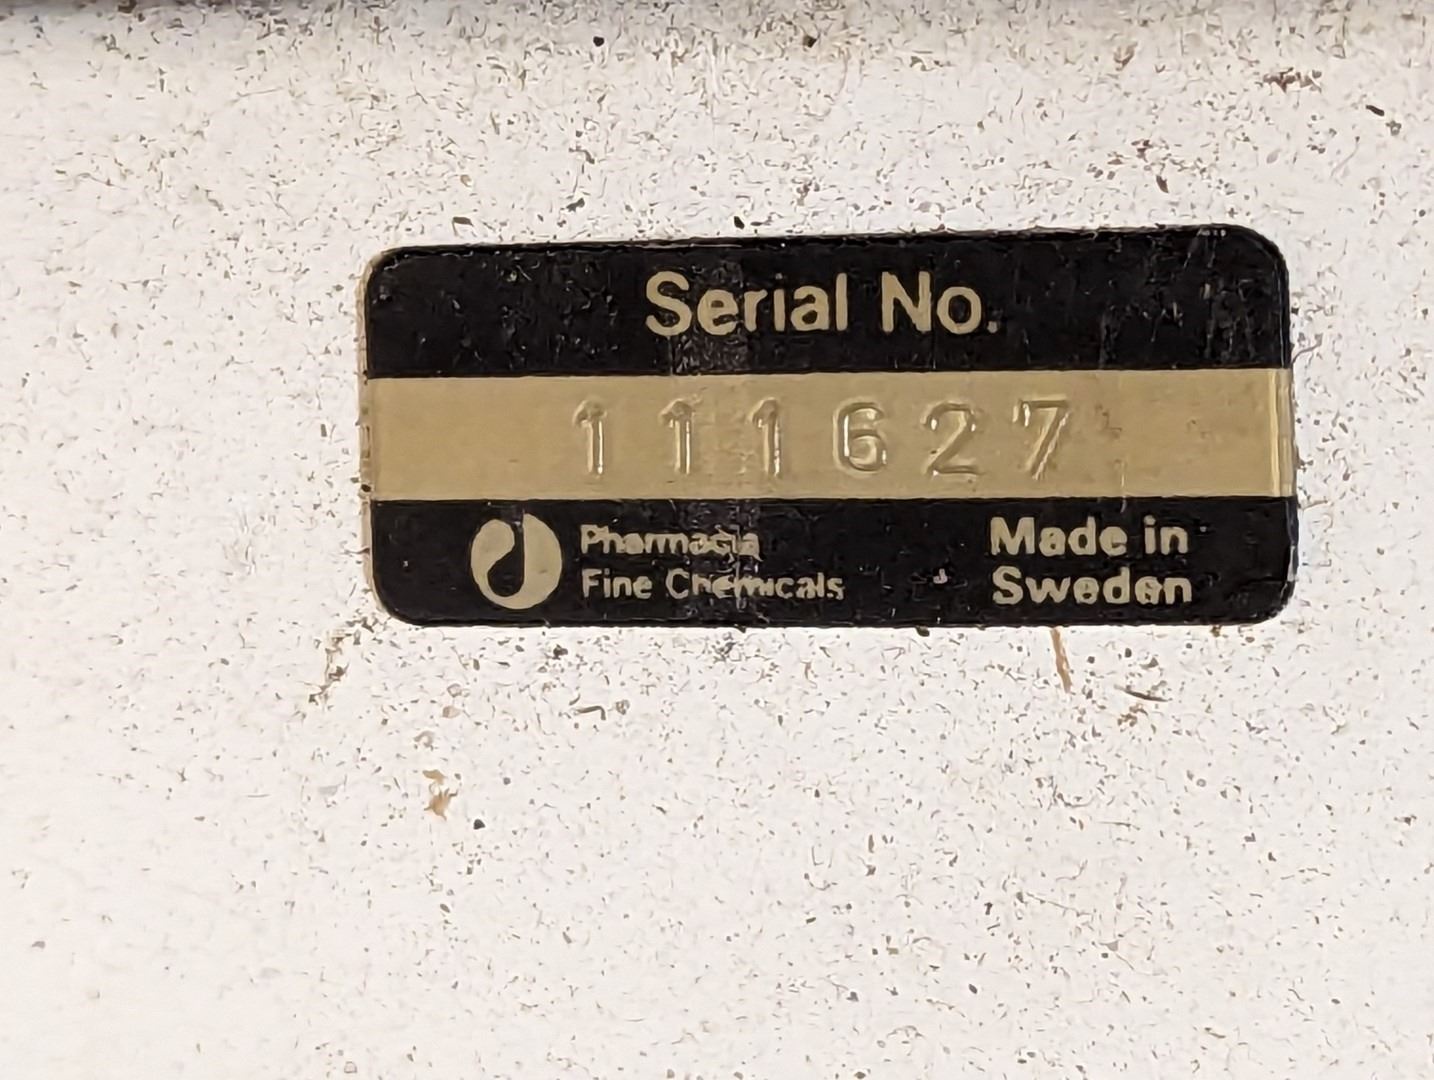 Serial No.
111627
Pharmacia
Fine Chemicals
Made in
Sweden